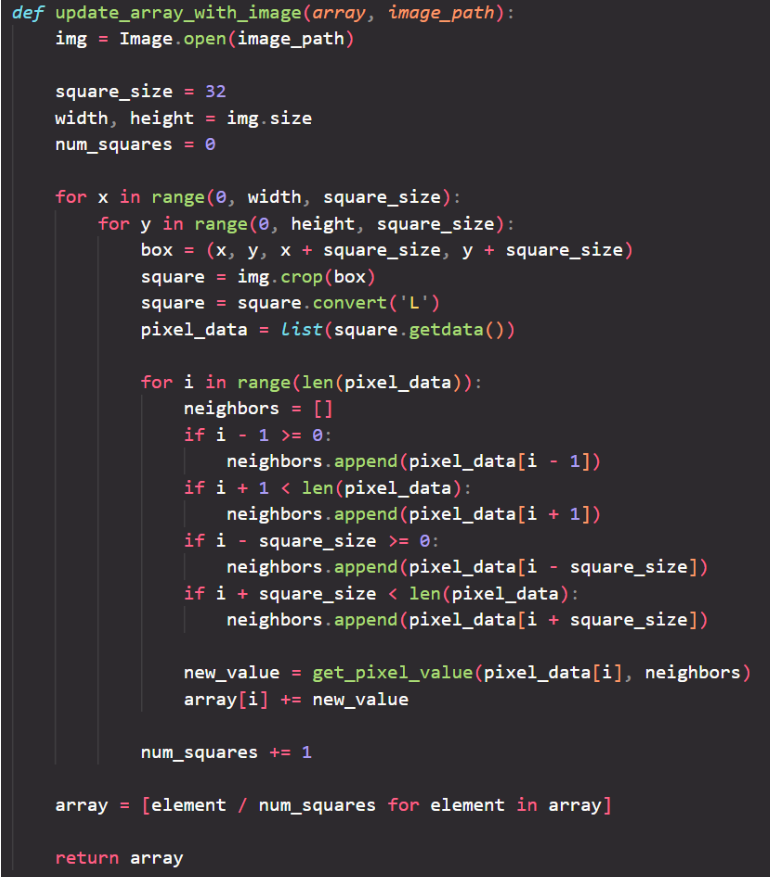 def update_array_with_image(array, image_path):
    img = Image.open(image_path)

    square_size = 32
    width, height = img.size
    num_squares = 0

    for x in range(0, width, square_size):
        for y in range(0, height, square_size):
            box = (x, y, x + square_size, y + square_size)
            square = img.crop(box)
            square = square.convert('L')
            pixel_data = list(square.getdata())

            for i in range(len(pixel_data)):
                neighbors = []
                if i - 1 >= 0:
                    neighbors.append(pixel_data[i - 1])
                if i + 1 < len(pixel_data):
                    neighbors.append(pixel_data[i + 1])
                if i - square_size >= 0:
                    neighbors.append(pixel_data[i - square_size])
                if i + square_size < len(pixel_data):
                    neighbors.append(pixel_data[i + square_size])

                new_value = get_pixel_value(pixel_data[i], neighbors)
                array[i] += new_value

            num_squares += 1

    array = [element / num_squares for element in array]

    return array